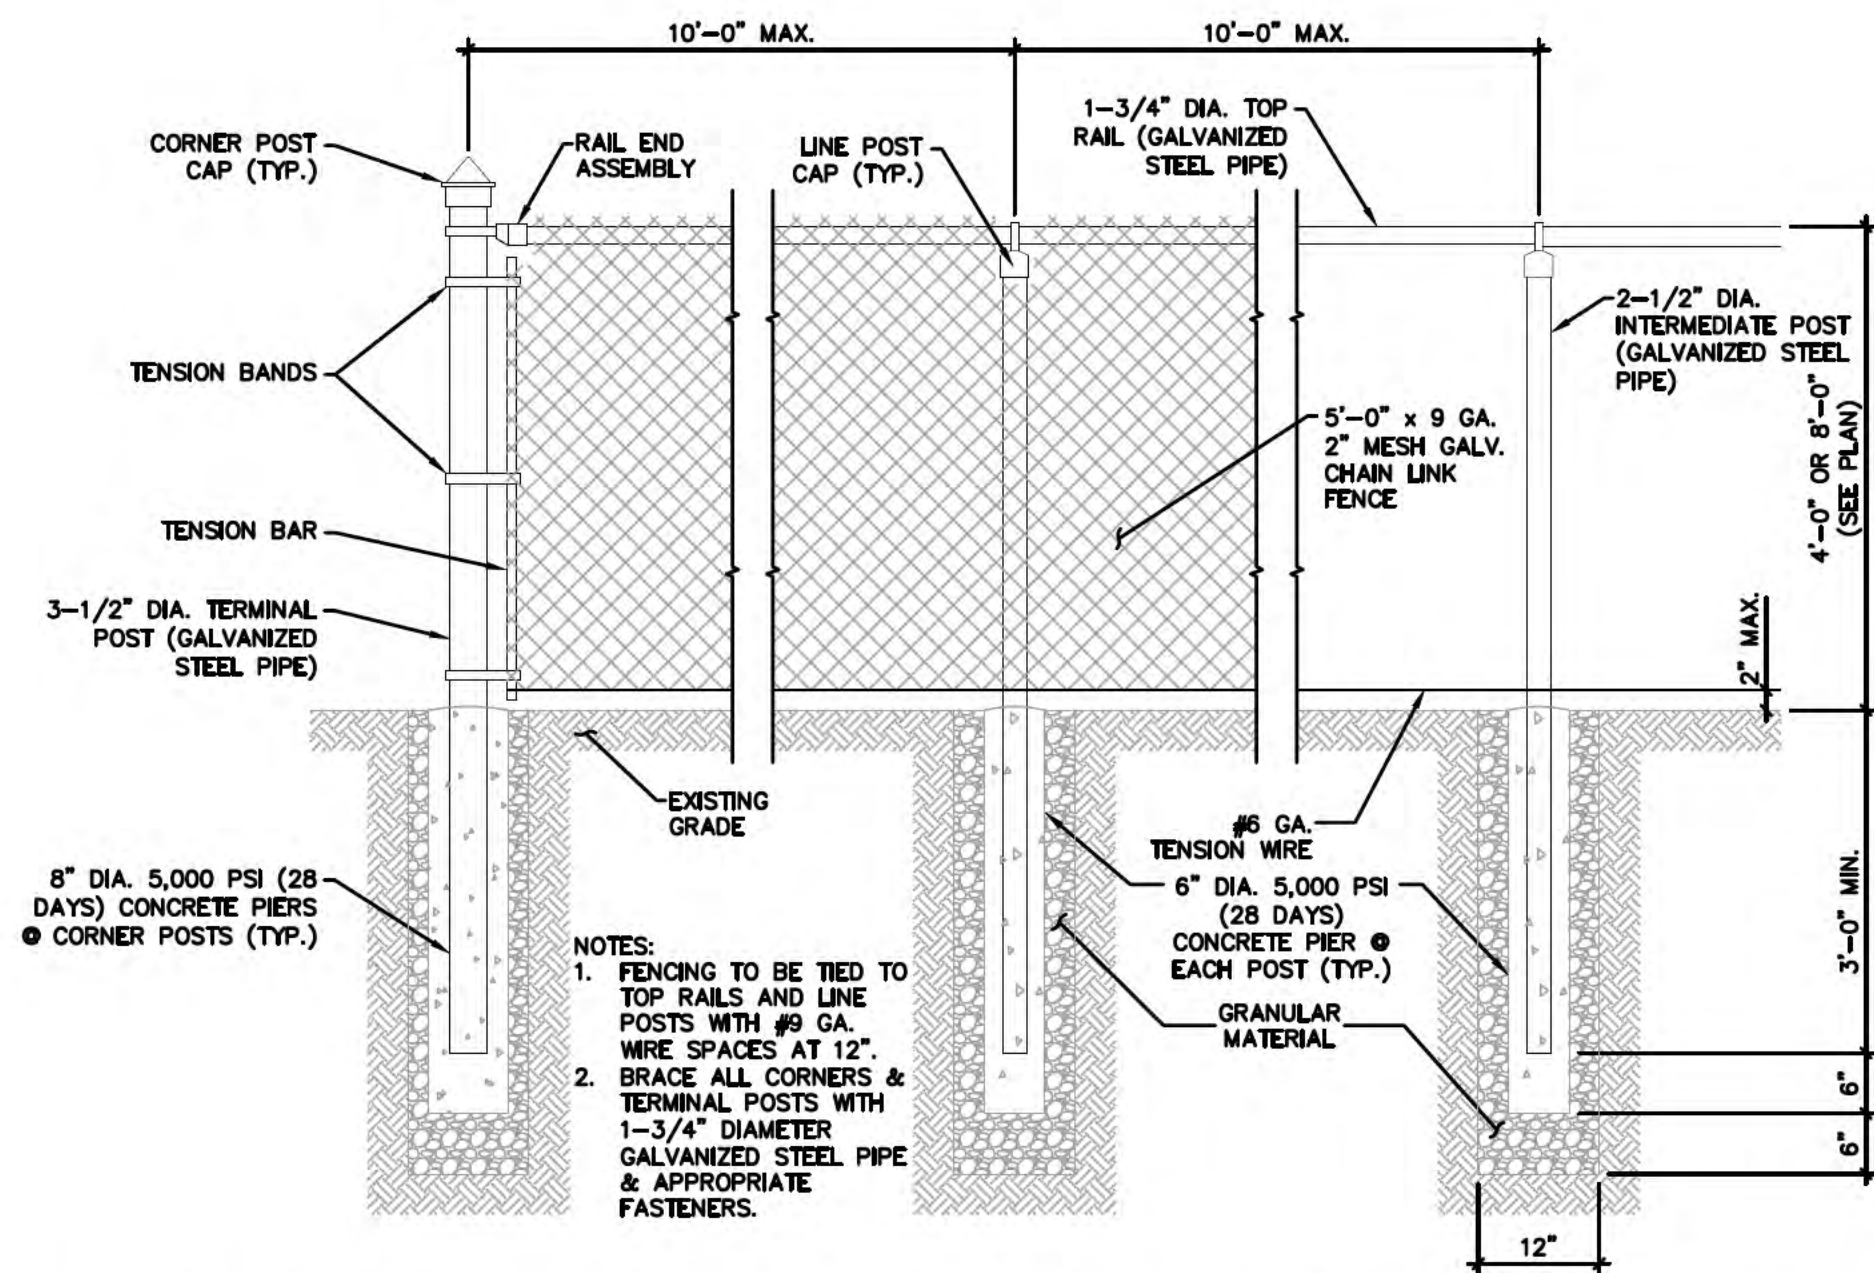 10'-0" MAX.
10'-0" MAX.
CORNER POST
CAP (TYP.)
RAIL END
ASSEMBLY
LINE POST
CAP (TYP.)
1-3/4" DIA. TOP
RAIL (GALVANIZED
STEEL PIPE)
2-1/2" DIA.
INTERMEDIATE POST
(GALVANIZED STEEL
PIPE)
TENSION BANDS
5'-0" x 9 GA.
2" MESH GALV.
CHAIN LINK
FENCE
4'-0" OR 8'-0"
(SEE PLAN)
TENSION BAR
3-1/2" DIA. TERMINAL
POST (GALVANIZED
STEEL PIPE)
2" MAX.
EXISTING
GRADE
#6 GA.
TENSION WIRE
8" DIA. 5,000 PSI (28
DAYS) CONCRETE PIERS
@ CORNER POSTS (TYP.)
6" DIA. 5,000 PSI
(28 DAYS)
CONCRETE PIER @
EACH POST (TYP.)
3'-0" MIN.
GRANULAR
MATERIAL
NOTES:
1. FENCING TO BE TIED TO
TOP RAILS AND LINE
POSTS WITH #9 GA.
WIRE SPACES AT 12".
2. BRACE ALL CORNERS &
TERMINAL POSTS WITH
1-3/4" DIAMETER
GALVANIZED STEEL PIPE
& APPROPRIATE
FASTENERS.
6"
6"
12"